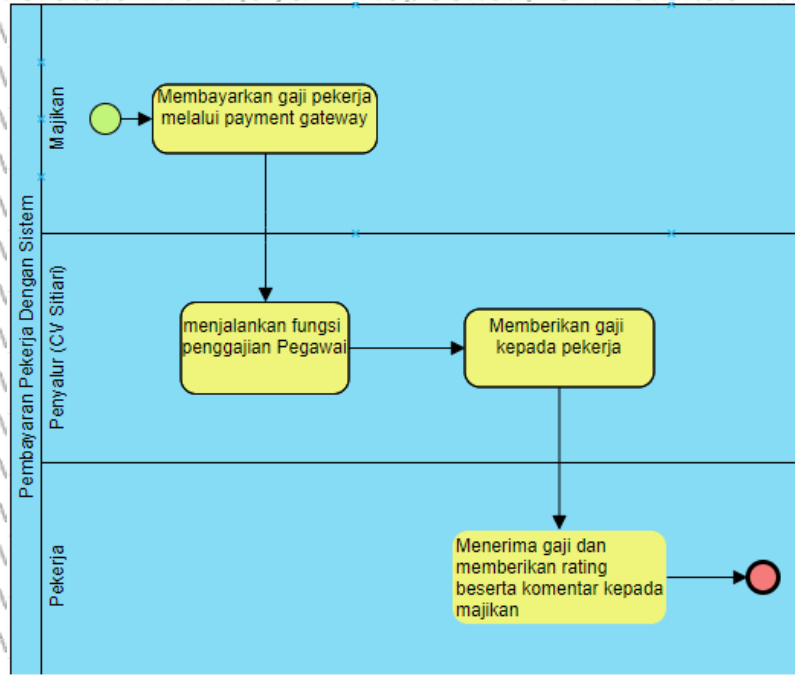 Pembayaran Pekerja Dengan Sistem
Majikan
Membayarkan gaji pekerja
melalui payment gateway
Penyalur (CV Sitiari)
menjalankan fungsi
penggajian Pegawai
Memberikan gaji
kepada pekerja
Pekerja
Menerima gaji dan
memberikan rating
beserta komentar kepada
majikan